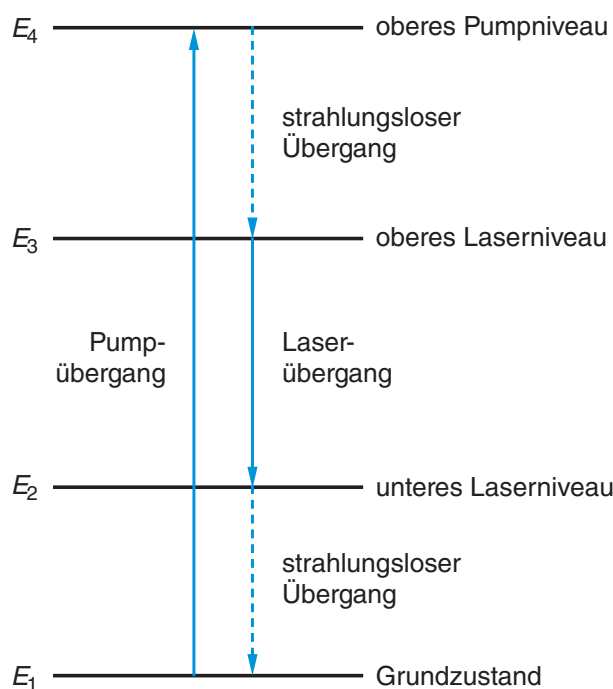 E4 oberes Pumpniveau
strahlungsloser
Übergang
E3 oberes Laserniveau
Pump-
übergang
Laser-
übergang
E2 unteres Laserniveau
strahlungsloser
Übergang
E1 Grundzustand